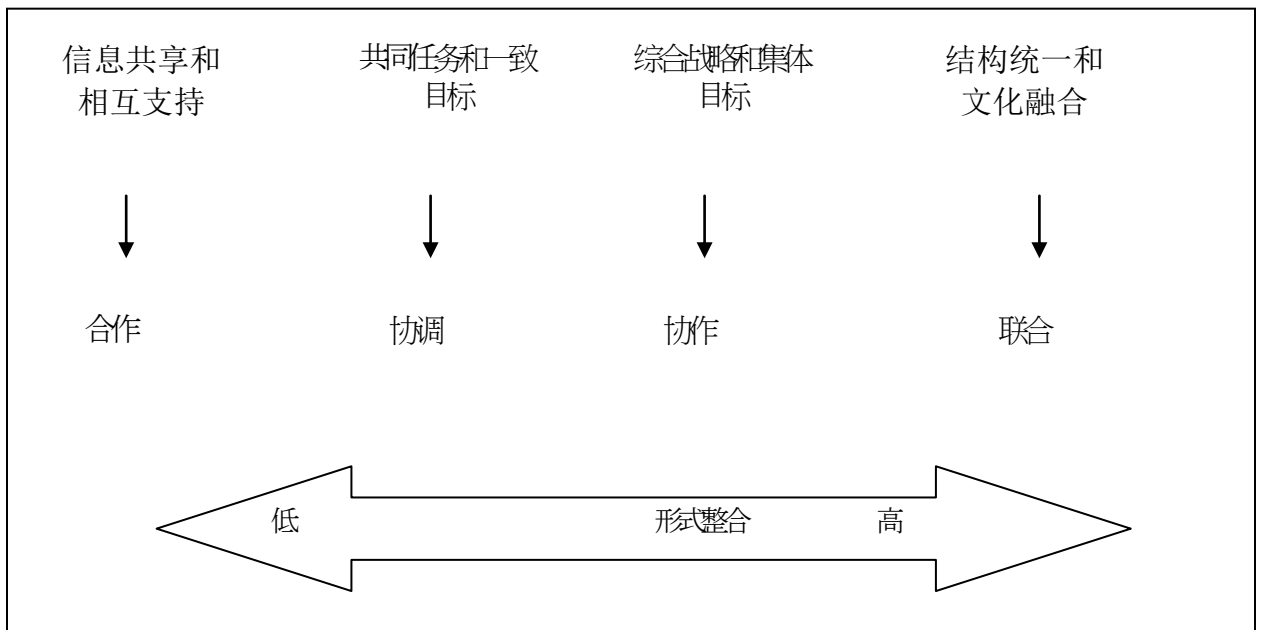 信息共享和
相互支持
共同任务和一致
目标
综合战略和集体
目标
结构统一和
文化融合
合作
协调
协作
联合
低
形式整合
高